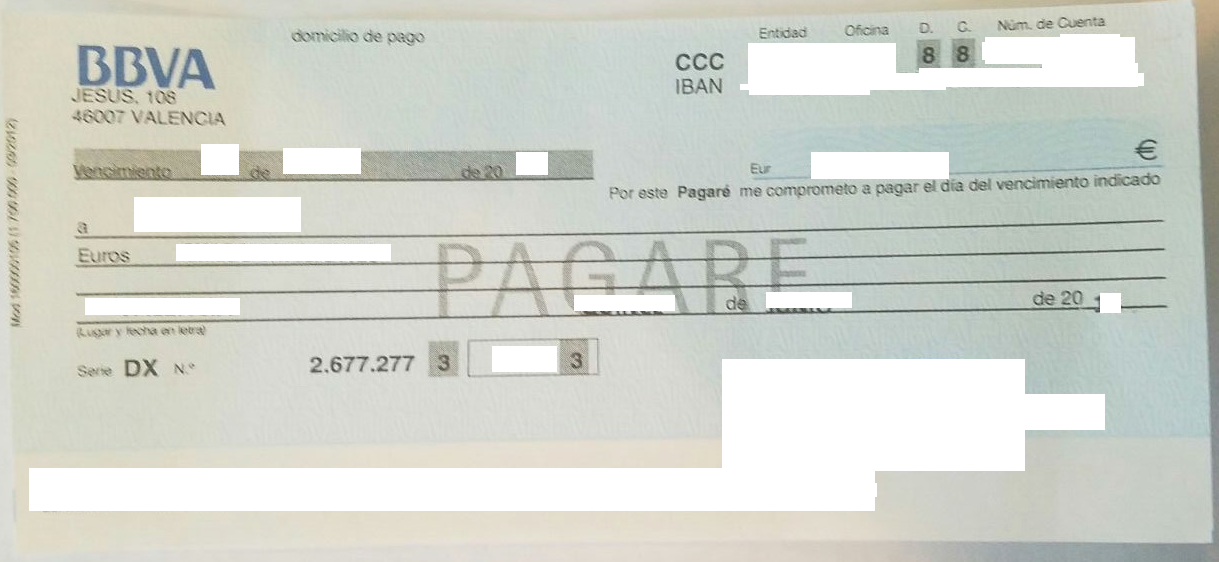 domicilio de pago
BBVA
JESUS, 108
46007 VALENCIA
Entidad Oficina D. C. Núm. de Cuenta
CCC 8 8
IBAN
Vencimiento de de 20
Eur €
Por este Pagaré me comprometo a pagar el día del vencimiento indicado
a
Euros
PAGARE
de de 20
(Lugar y fecha en letra)
Serie DX N.º 2.677.277 3 3